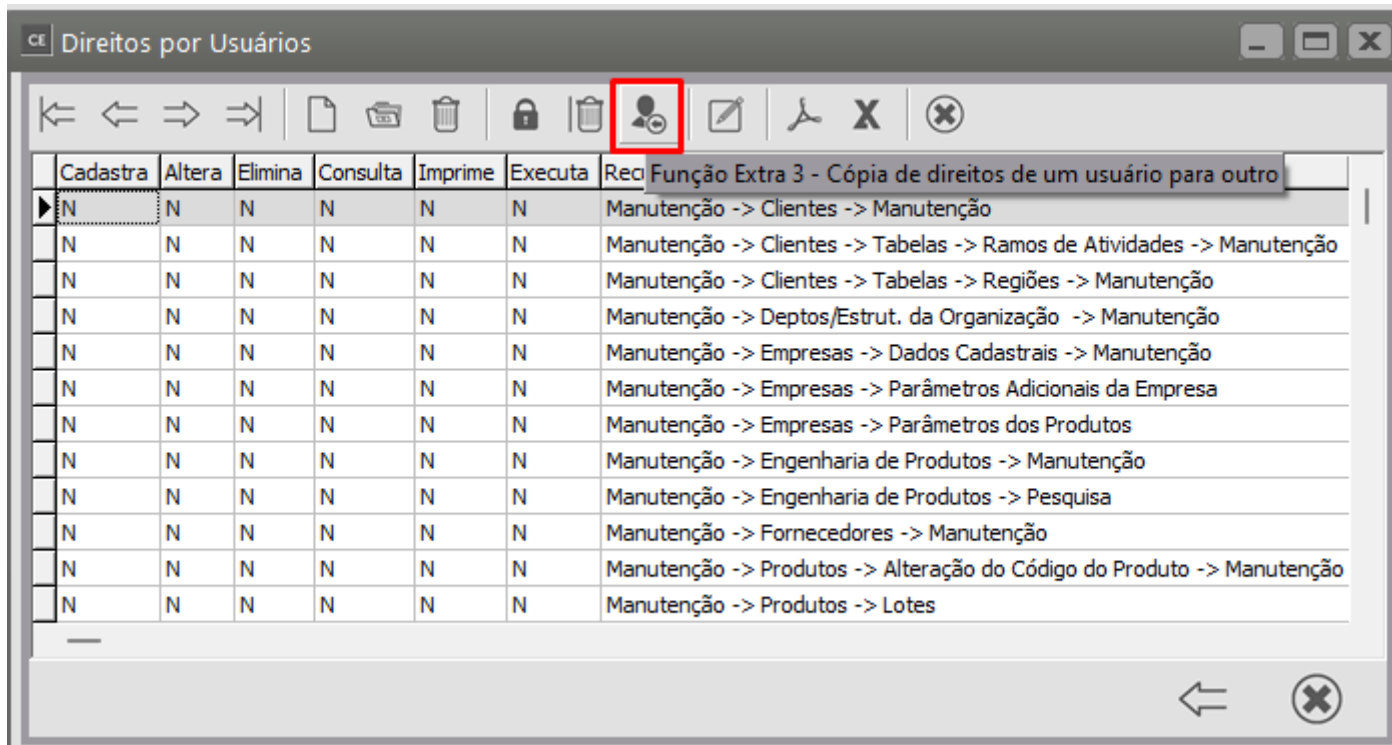 CE Direitos por Usuários
Cadastra Altera Elimina Consulta Imprime Executa Recu
Função Extra 3 - Cópia de direitos de um usuário para outro
N N N N N N Manutenção -> Clientes -> Manutenção
N N N N N N Manutenção -> Clientes -> Tabelas -> Ramos de Atividades -> Manutenção
N N N N N N Manutenção -> Clientes -> Tabelas -> Regiões -> Manutenção
N N N N N N Manutenção -> Deptos/Estrut. da Organização -> Manutenção
N N N N N N Manutenção -> Empresas -> Dados Cadastrais -> Manutenção
N N N N N N Manutenção -> Empresas -> Parâmetros Adicionais da Empresa
N N N N N N Manutenção -> Empresas -> Parâmetros dos Produtos
N N N N N N Manutenção -> Engenharia de Produtos -> Manutenção
N N N N N N Manutenção -> Engenharia de Produtos -> Pesquisa
N N N N N N Manutenção -> Fornecedores -> Manutenção
N N N N N N Manutenção -> Produtos -> Alteração do Código do Produto -> Manutenção
N N N N N N Manutenção -> Produtos -> Lotes